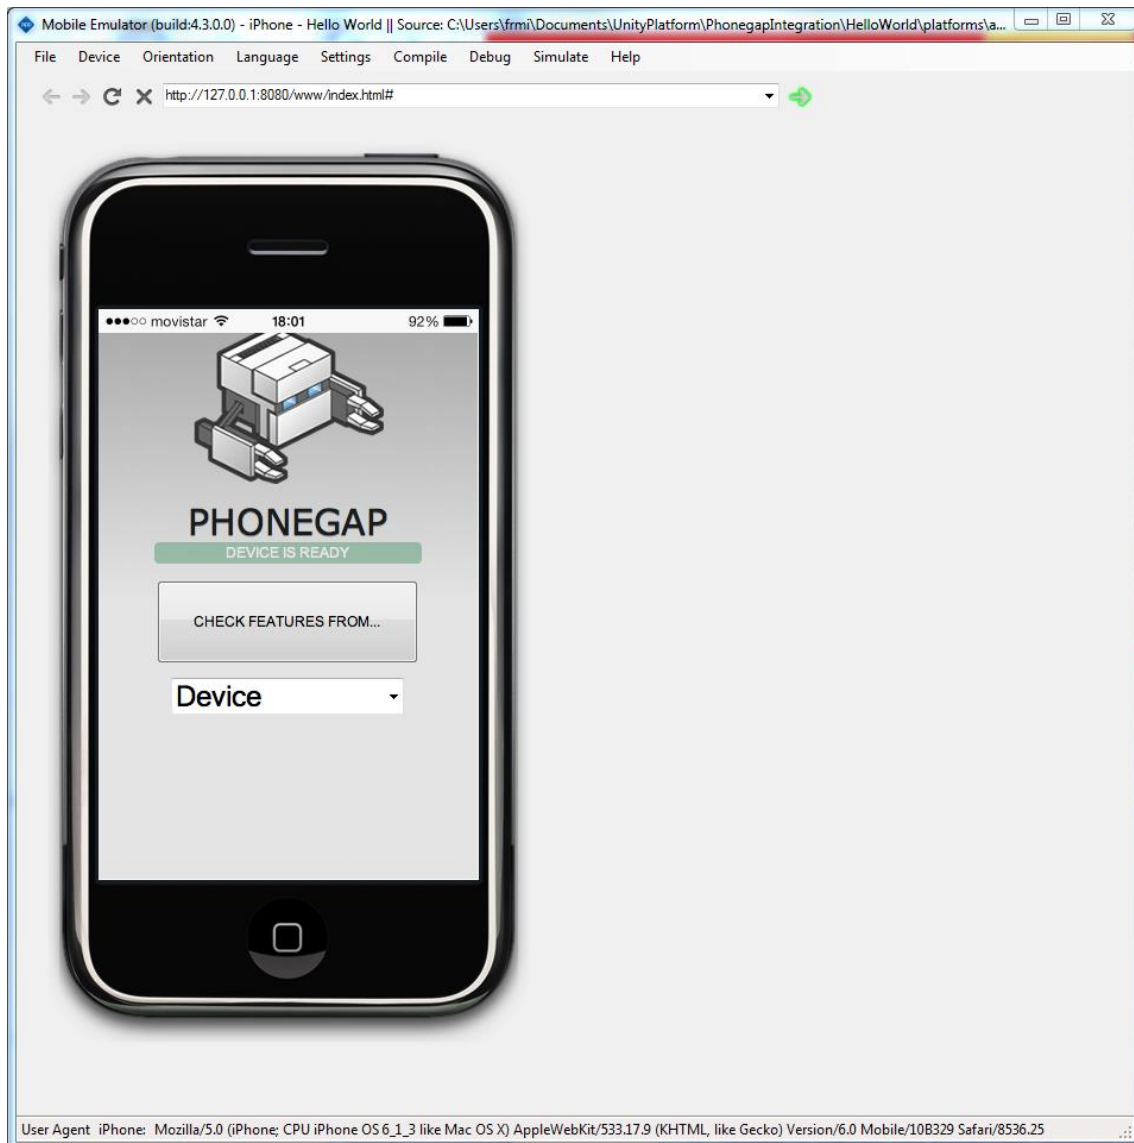 Mobile Emulator (build:4.3.0.0) - iPhone - Hello World || Source: C:\Users\frmi\Documents\UnityPlatform\PhonegapIntegration\HelloWorld\platforms\a...
File Device Orientation Language Settings Compile Debug Simulate Help
http://127.0.0.1:8080/www/index.html#
movistar 18:01 92%
PHONEGAP
DEVICE IS READY
CHECK FEATURES FROM...
Device
User Agent iPhone: Mozilla/5.0 (iPhone; CPU iPhone OS 6_1_3 like Mac OS X) AppleWebKit/533.17.9 (KHTML, like Gecko) Version/6.0 Mobile/10B329 Safari/8536.25